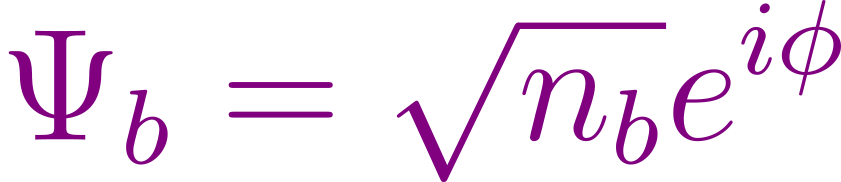 Ψ_b = √n_b e^{iϕ}